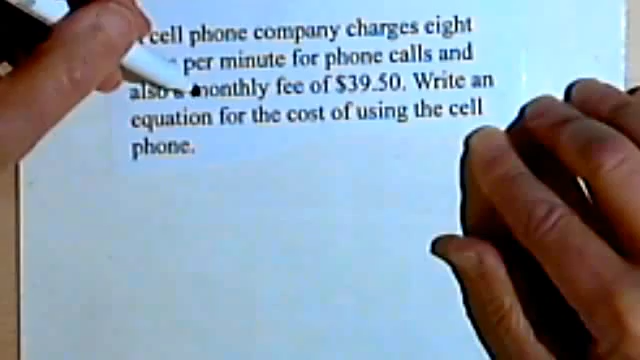 cell phone company charges eight
per minute for phone calls and
also a monthly fee of $39.50. Write an
equation for the cost of using the cell
phone.